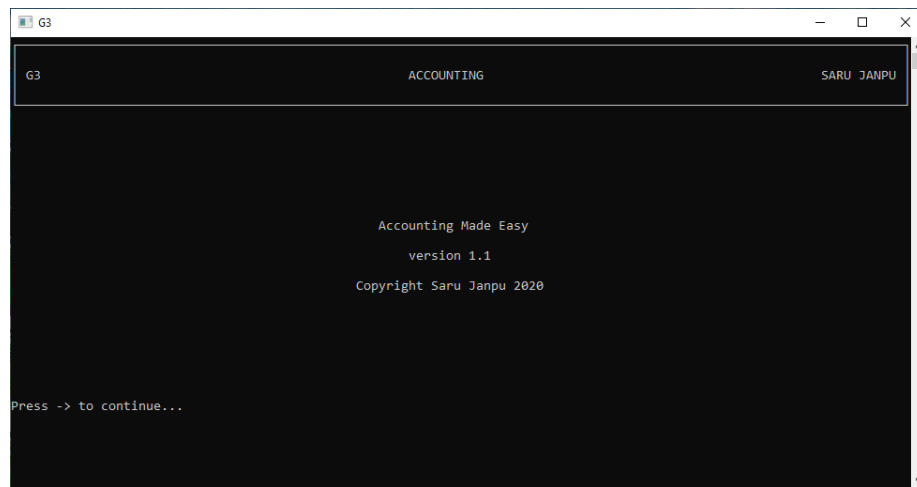 G3
G3 ACCOUNTING SARU JANPU
Accounting Made Easy
version 1.1
Copyright Saru Janpu 2020
Press -> to continue...